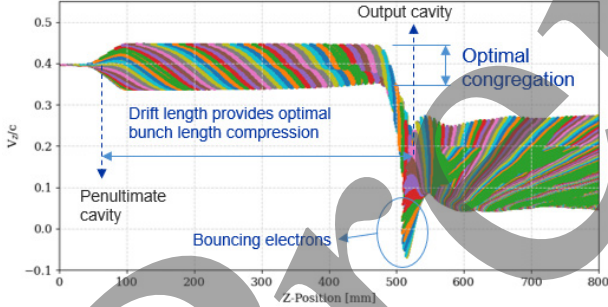 Output cavity
0.5
Optimal
congregation
0.4
0.3
Drift length provides optimal
bunch length compression
0.2
0.1
Penultimate
cavity
0.0
Bouncing electrons
−0.1
0 100 200 300 400 500 600 700 800
Z-Position [mm]
Vz/c